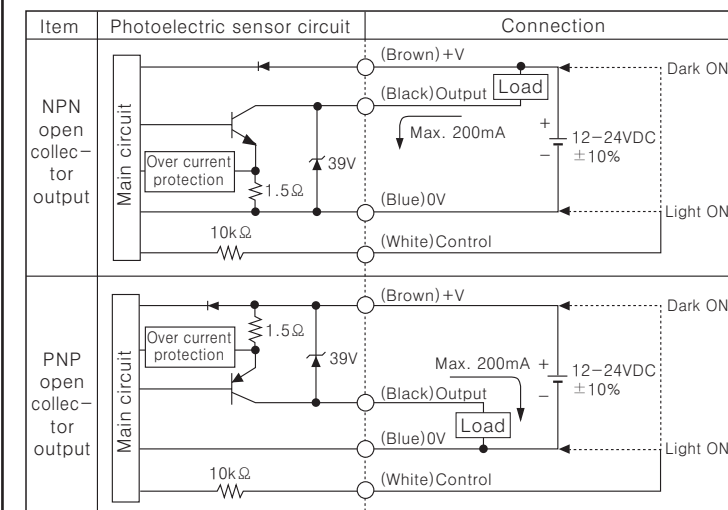 Item
Photoelectric sensor circuit
Connection
NPN
open
collec-
tor
output
Main circuit
Over current
protection
1.5Ω
39V
10kΩ
(Brown)+V
(Black)Output
Load
Max. 200mA
+
12-24VDC
-
±10%
(Blue)0V
(White)Control
Dark ON
Light ON
PNP
open
collec-
tor
output
Main circuit
Over current
protection
1.5Ω
39V
10kΩ
(Brown)+V
Max. 200mA
+
12-24VDC
-
±10%
(Black)Output
Load
(Blue)0V
(White)Control
Dark ON
Light ON